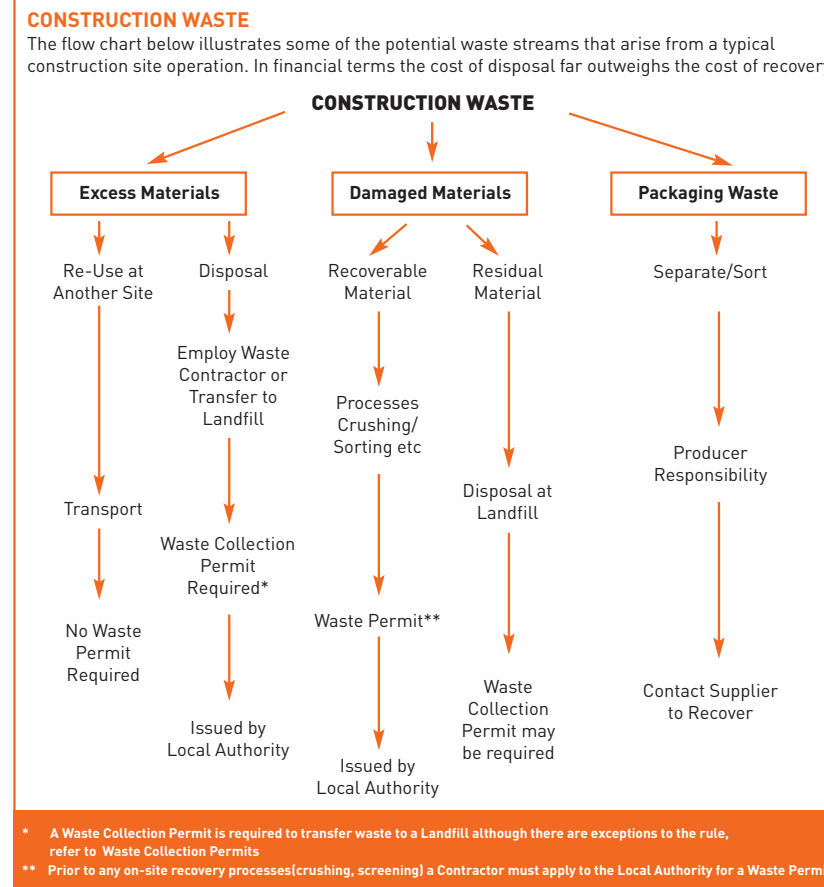 CONSTRUCTION WASTE
The flow chart below illustrates some of the potential waste streams that arise from a typical
construction site operation. In financial terms the cost of disposal far outweighs the cost of recovery
CONSTRUCTION WASTE
Excess Materials
Damaged Materials
Packaging Waste
Re-Use at
Another Site
Disposal
Recoverable
Material
Residual
Material
Separate/Sort
Employ Waste
Contractor or
Transfer to
Landfill
Processes
Crushing/
Sorting etc
Producer
Responsibility
Disposal at
Landfill
Transport
Waste Collection
Permit
Required*
Waste Permit**
No Waste
Permit
Required
Waste
Collection
Permit may
be required
Contact Supplier
to Recover
Issued by
Local Authority
Issued by
Local Authority
* A Waste Collection Permit is required to transfer waste to a Landfill although there are exceptions to the rule,
refer to Waste Collection Permits
** Prior to any on-site recovery processes(crushing, screening) a Contractor must apply to the Local Authority for a Waste Permi